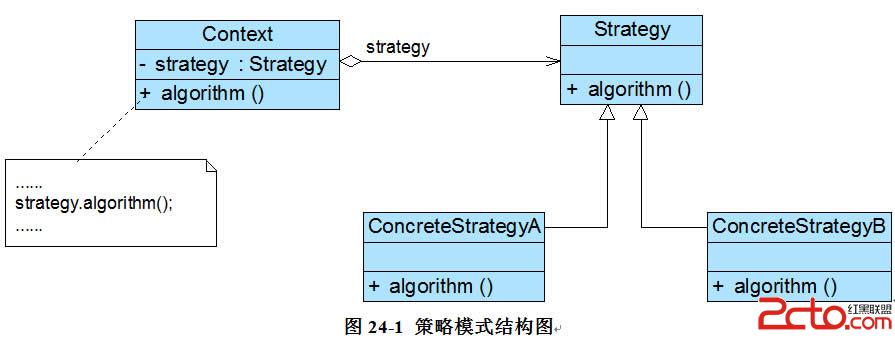 Context
- strategy : Strategy
+ algorithm ()
strategy
Strategy
+ algorithm ()
......
strategy.algorithm();
......
ConcreteStrategyA
+ algorithm ()
ConcreteStrategyB
+ algorithm ()
图 24-1 策略模式结构图
2cto.com
红黑联盟